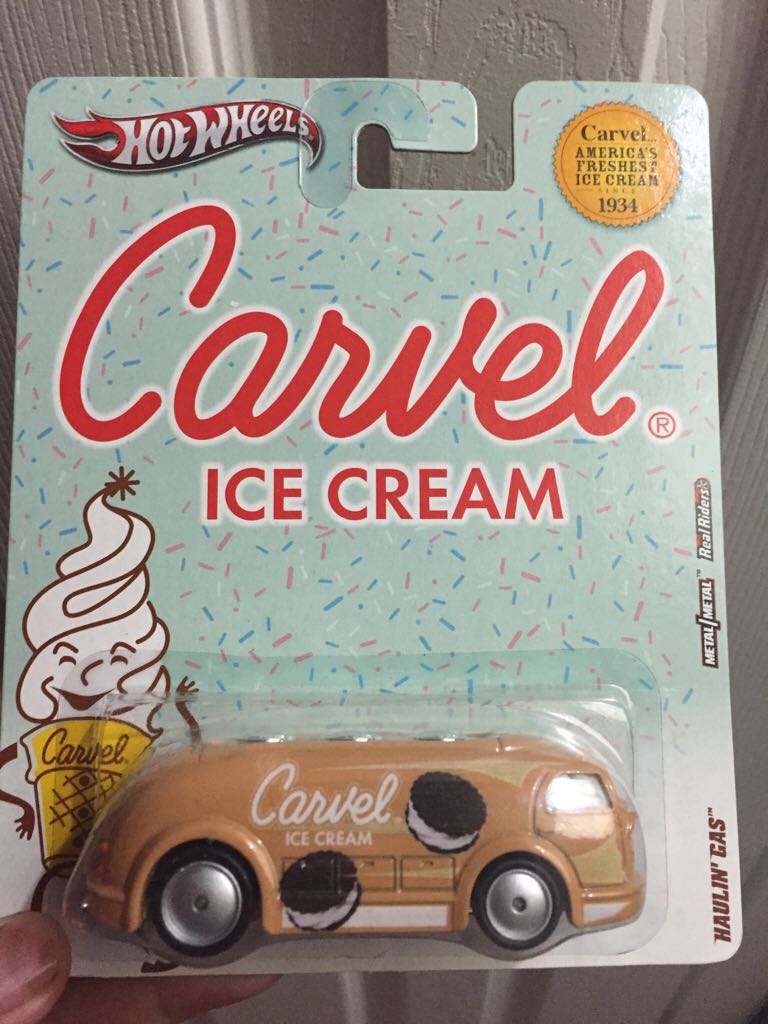 HOT WHEELS
Carvel
AMERICA'S
FRESHEST
ICE CREAM
SINCE
1934
Carvel®
ICE CREAM
Real Riders
METAL/METAL™
Carvel
Carvel
ICE CREAM
HAULIN' GAS™